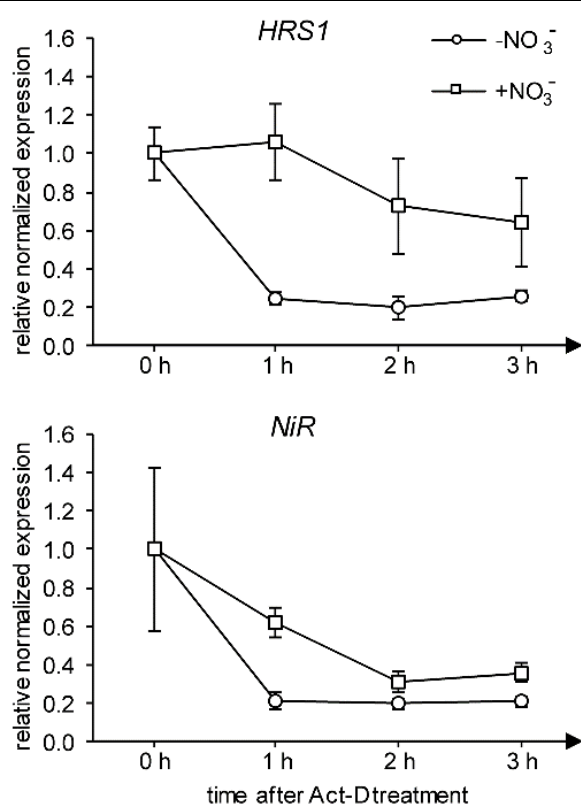 HRS1
-NO₃⁻
+NO₃⁻
relative normalized expression
1.6
1.4
1.2
1.0
0.8
0.6
0.4
0.2
0.0
0 h 1 h 2 h 3 h
NiR
relative normalized expression
1.6
1.4
1.2
1.0
0.8
0.6
0.4
0.2
0.0
0 h 1 h 2 h 3 h
time after Act-Dtreatment